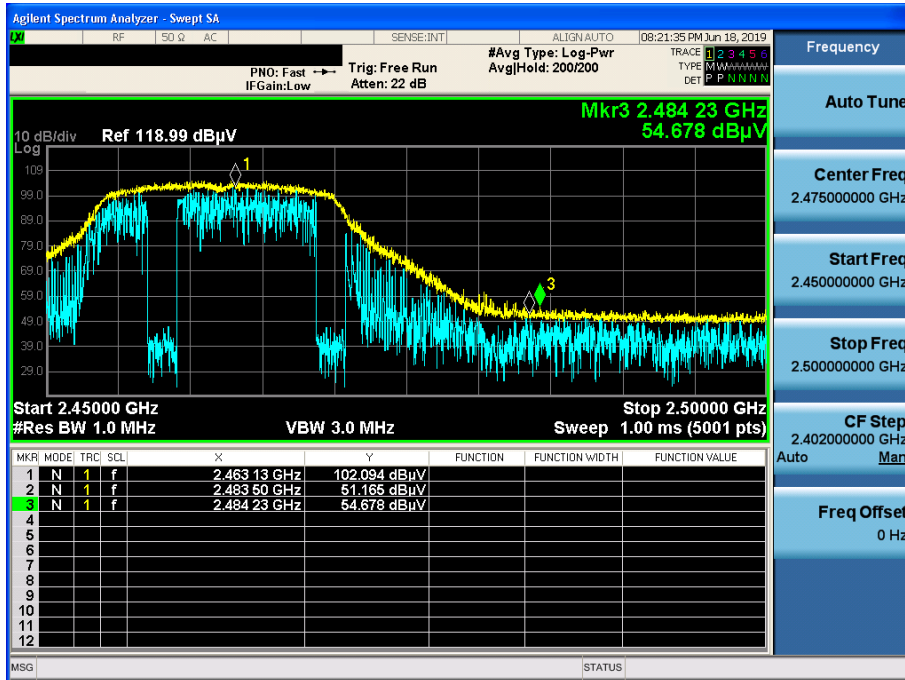 Agilent Spectrum Analyzer - Swept SA
LXI RF 50 Ω AC SENSE:INT ALIGN AUTO 08:21:35 PM Jun 18, 2019
PNO: Fast Trig: Free Run #Avg Type: Log-Pwr TRACE 1 2 3 4 5 6
IFGain:Low Atten: 22 dB Avg|Hold: 200/200 TYPE MWWWWW
DET P P N N N N
Mkr3 2.484 23 GHz
54.678 dBµV
10 dB/div Ref 118.99 dBµV
Log
109
99.0
89.0
79.0
69.0
59.0
49.0
39.0
29.0
1
3
Start 2.45000 GHz Stop 2.50000 GHz
#Res BW 1.0 MHz VBW 3.0 MHz Sweep 1.00 ms (5001 pts)
MKR MODE TRC SCL X Y FUNCTION FUNCTION WIDTH FUNCTION VALUE
1 N 1 f 2.463 13 GHz 102.094 dBµV
2 N 1 f 2.483 50 GHz 51.165 dBµV
3 N 1 f 2.484 23 GHz 54.678 dBµV
4
5
6
7
8
9
10
11
12
MSG STATUS
Frequency
Auto Tune
Center Freq
2.475000000 GHz
Start Freq
2.450000000 GHz
Stop Freq
2.500000000 GHz
CF Step
2.402000000 GHz
Auto Man
Freq Offset
0 Hz